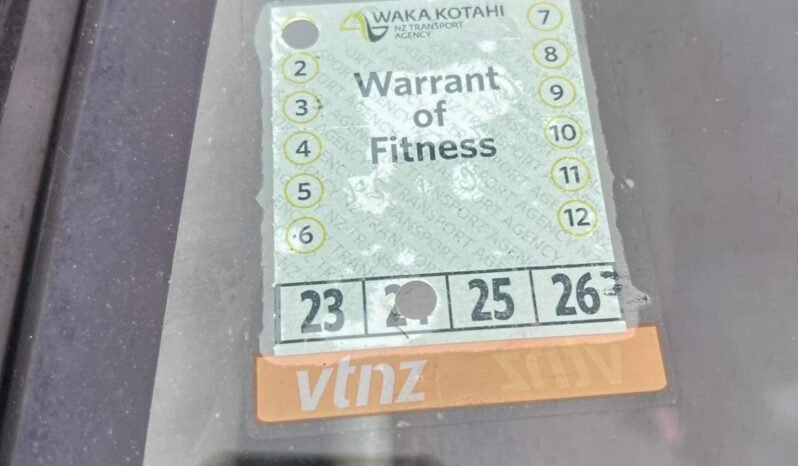 WAKA KOTAHI
NZ TRANSPORT
AGENCY
Warrant
of
Fitness
2
3
4
5
6
7
8
9
10
11
12
23 25 26
vtnz